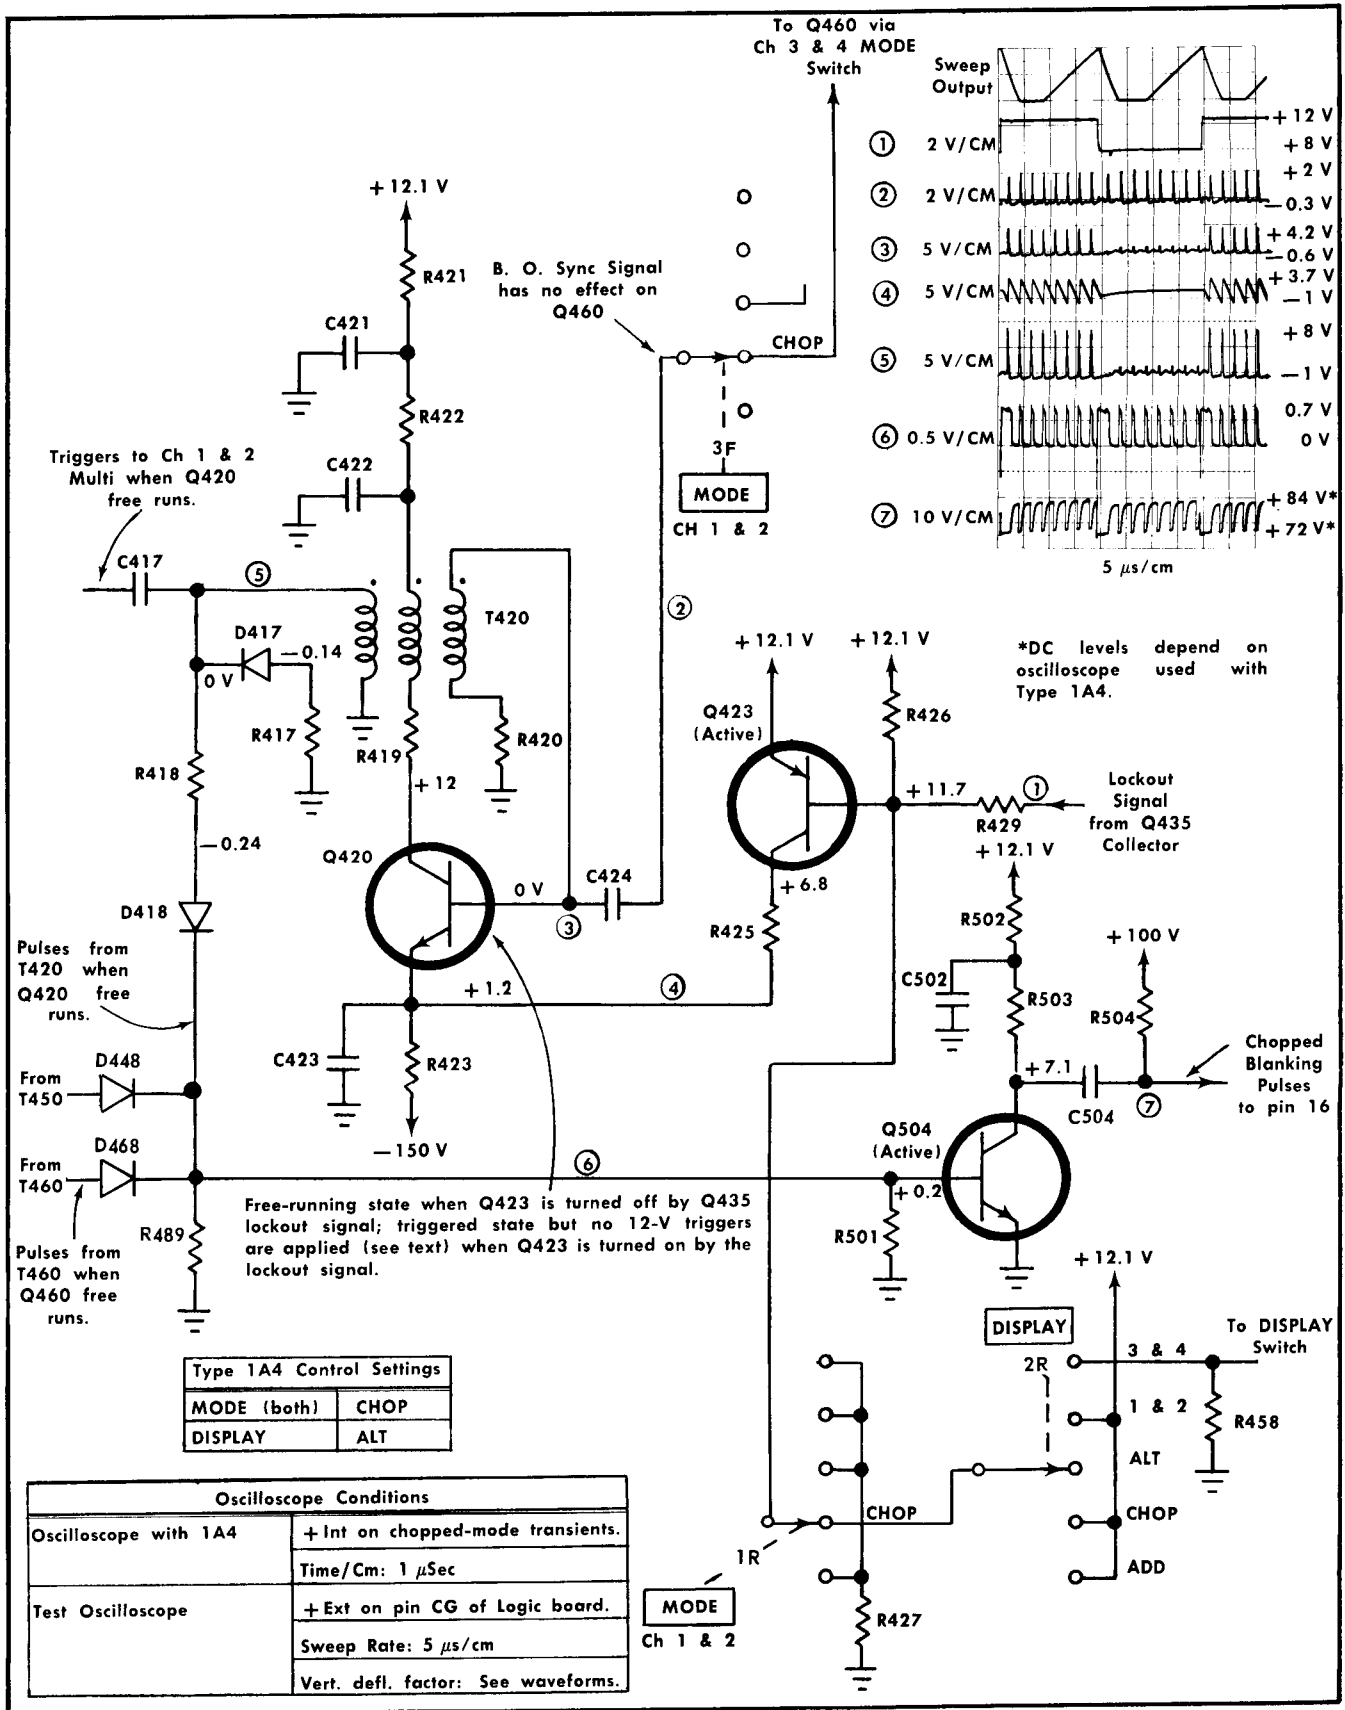 To Q460 via
Ch 3 & 4 MODE
Switch
Sweep
Output
① 2 V/CM
+ 12 V
+ 8 V
② 2 V/CM
+ 2 V
— 0.3 V
③ 5 V/CM
+ 4.2 V
— 0.6 V
④ 5 V/CM
+ 3.7 V
— 1 V
⑤ 5 V/CM
+ 8 V
— 1 V
⑥ 0.5 V/CM
0.7 V
0 V
⑦ 10 V/CM
+ 84 V*
+ 72 V*
5 μs/cm
*DC levels depend on
oscilloscope used with
Type 1A4.
+ 12.1 V
R421
B. O. Sync Signal
has no effect on
Q460
C421
CHOP
R422
3F
MODE
CH 1 & 2
Triggers to Ch 1 & 2
Multi when Q420
free runs.
C422
C417
⑤
T420
②
D417
—0.14
0 V
R417
R419
R420
R418
+ 12
—0.24
+ 12.1 V
+ 12.1 V
Q423
(Active)
R426
+ 11.7
①
R429
Lockout
Signal
from Q435
Collector
Q420
0 V
C424
③
+ 6.8
R425
D418
+ 12.1 V
R502
Pulses from
T420 when
Q420 free
runs.
+ 1.2
④
C502
R503
+ 100 V
R504
C423
R423
— 150 V
D448
From
T450
+ 7.1
C504
⑦
Chopped
Blanking
Pulses
to pin 16
D468
From
T460
⑥
Q504
(Active)
+ 0.2
R501
R489
Pulses from
T460 when
Q460 free
runs.
Free-running state when Q423 is turned off by Q435
lockout signal; triggered state but no 12-V triggers
are applied (see text) when Q423 is turned on by the
lockout signal.
+ 12.1 V
DISPLAY
2R
3 & 4
To DISPLAY
Switch
1 & 2
R458
ALT
CHOP
ADD
CHOP
1R
MODE
Ch 1 & 2
R427
Type 1A4 Control Settings
MODE (both) CHOP
DISPLAY ALT
Oscilloscope Conditions
Oscilloscope with 1A4 + Int on chopped-mode transients.
Time/Cm: 1 μSec
Test Oscilloscope + Ext on pin CG of Logic board.
Sweep Rate: 5 μs/cm
Vert. defl. factor: See waveforms.